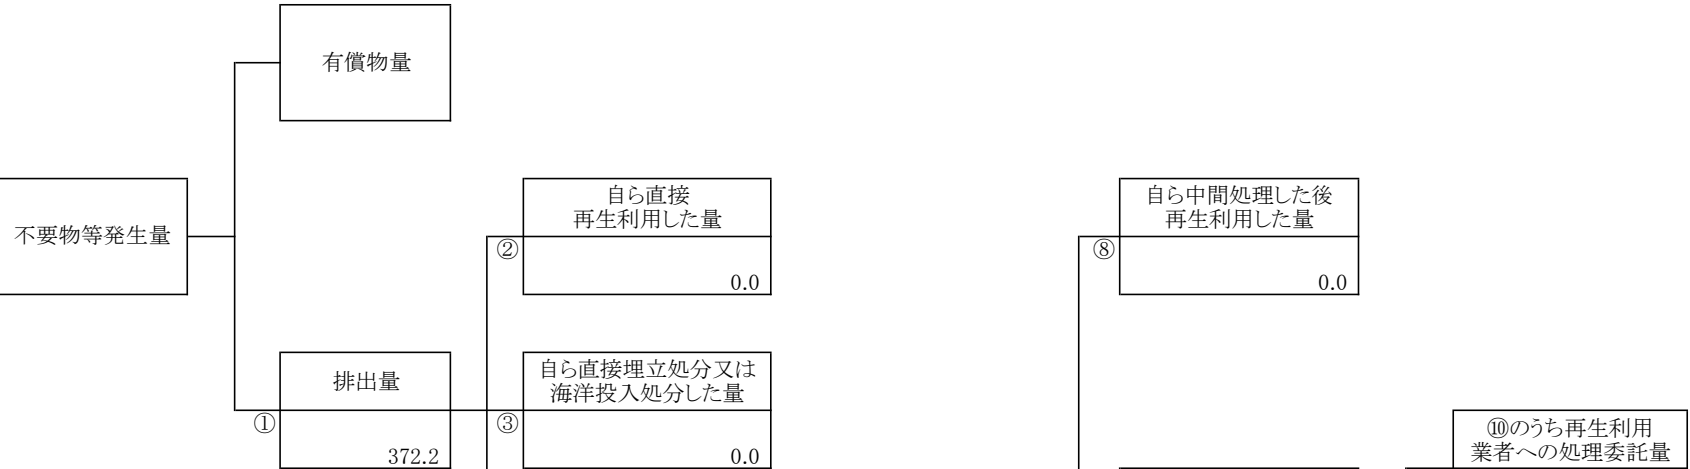 有償物量
不要物等発生量
自ら直接
再生利用した量
②
0.0
自ら中間処理した後
再生利用した量
⑧
0.0
排出量
①
372.2
自ら直接埋立処分又は
海洋投入処分した量
③
0.0
⑩のうち再生利用
業者への処理委託量